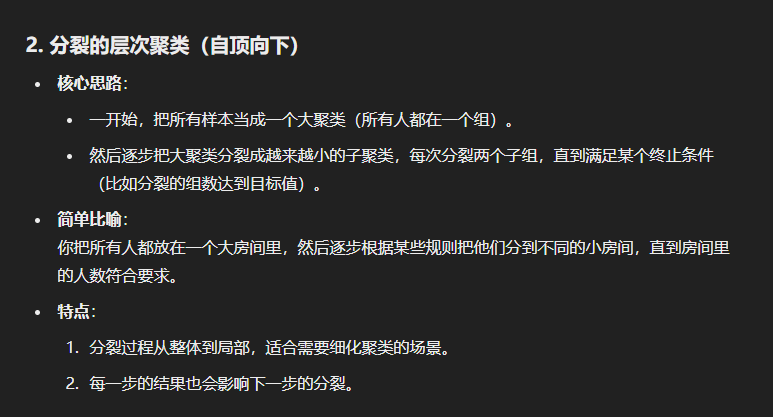 2. 分裂的层次聚类（自顶向下）
• 核心思路：
• 一开始，把所有样本当成一个大聚类（所有人都在一个组）。
• 然后逐步把大聚类分裂成越来越小的子聚类，每次分裂两个子组，直到满足某个终止条件
（比如分裂的组数达到目标值）。
• 简单比喻：
你把所有人都放在一个大房间里，然后逐步根据某些规则把他们分到不同的小房间，直到房间里
的人数符合要求。
• 特点：
1. 分裂过程从整体到局部，适合需要细化聚类的场景。
2. 每一步的结果也会影响下一步的分裂。